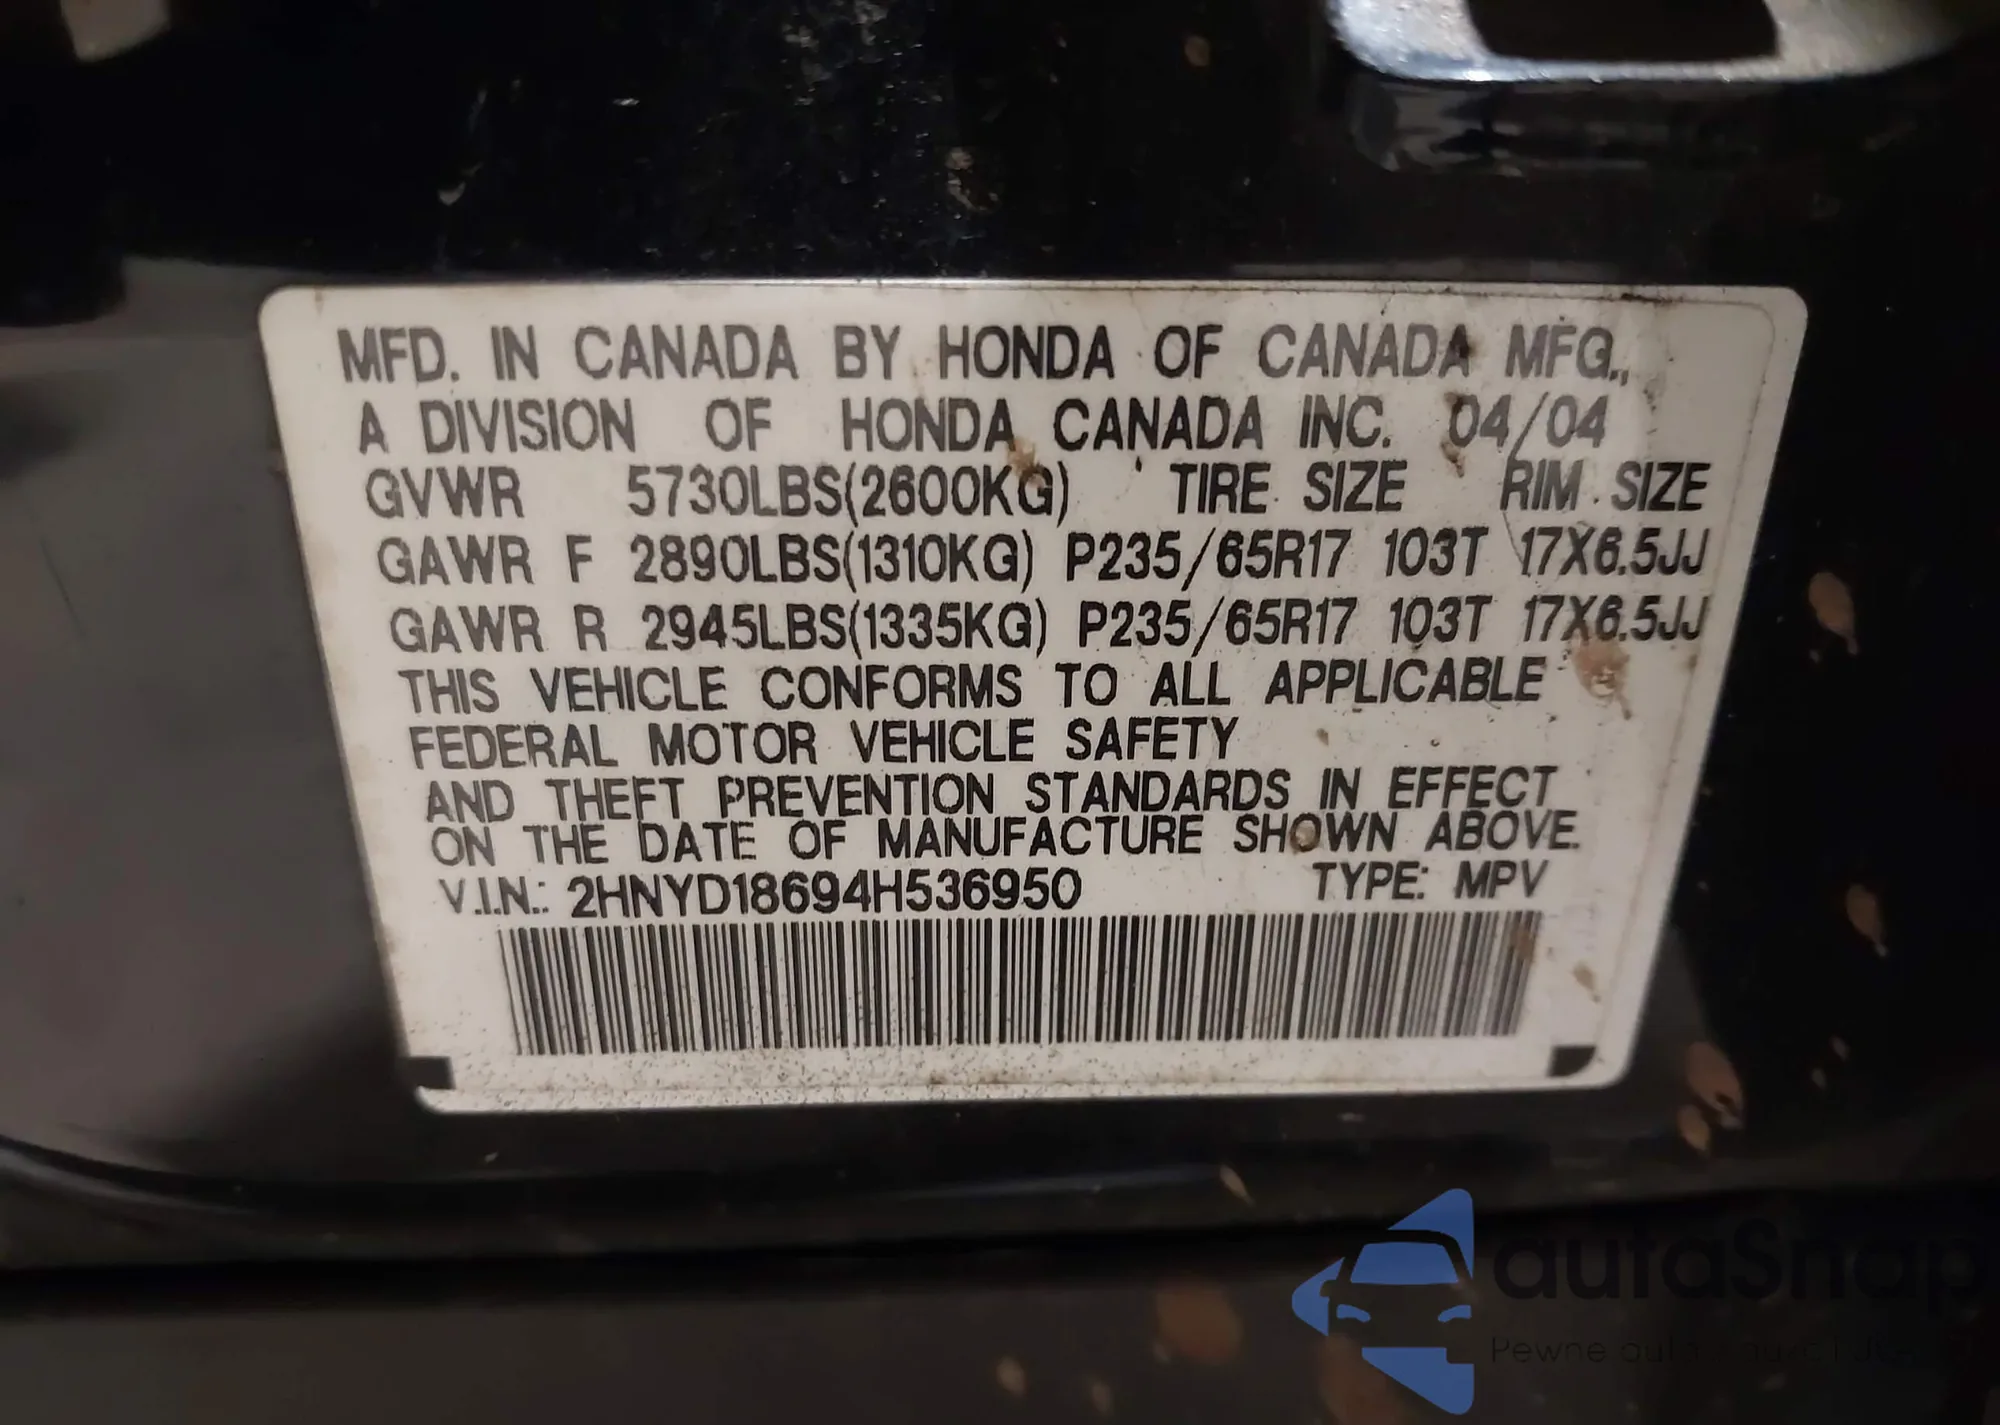 MFD. IN CANADA BY HONDA OF CANADA MFG.,
A DIVISION OF HONDA CANADA INC. 04/04
GVWR 5730LBS(2600KG) TIRE SIZE RIM SIZE
GAWR F 2890LBS(1310KG) P235/65R17 103T 17X6.5JJ
GAWR R 2945LBS(1335KG) P235/65R17 103T 17X6.5JJ
THIS VEHICLE CONFORMS TO ALL APPLICABLE
FEDERAL MOTOR VEHICLE SAFETY
AND THEFT PREVENTION STANDARDS IN EFFECT
ON THE DATE OF MANUFACTURE SHOWN ABOVE.
V.I.N.: 2HNYD18694H536950 TYPE: MPV
autaSnap
Pewne auta